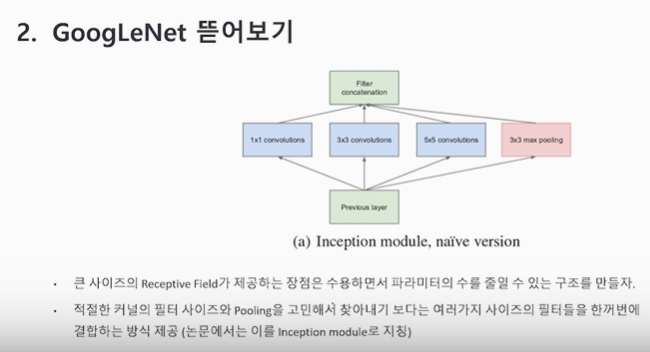 2. GoogLeNet 뜯어보기
Filter
concatenation
1x1 convolutions
3x3 convolutions
5x5 convolutions
3x3 max pooling
Previous layer
(a) Inception module, naïve version
• 큰 사이즈의 Receptive Field가 제공하는 장점은 수용하면서 파라미터의 수를 줄일 수 있는 구조를 만들자.
• 적절한 커널의 필터 사이즈와 Pooling을 고민해서 찾아내기 보다는 여러가지 사이즈의 필터들을 한꺼번에
결합하는 방식 제공 (논문에서는 이를 Inception module로 지칭)